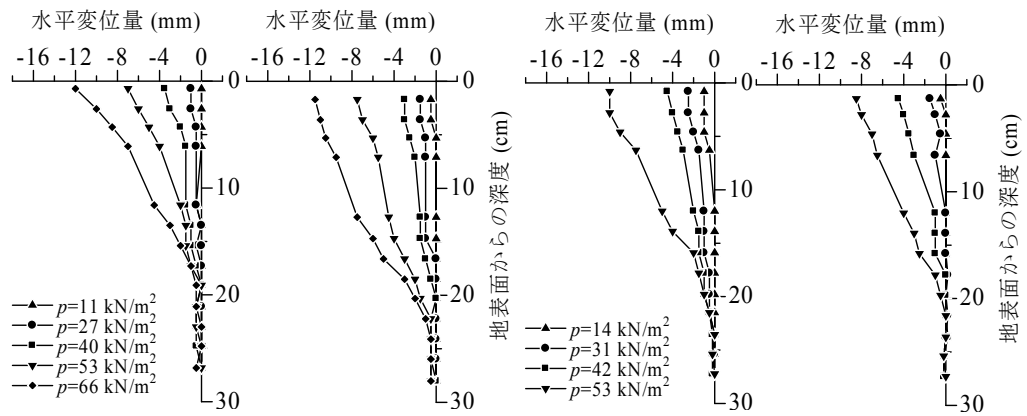 水平変位量 (mm)
-16 -12 -8 -4 0
0
10
20
30
p=11 kN/m²
p=27 kN/m²
p=40 kN/m²
p=53 kN/m²
p=66 kN/m²
水平変位量 (mm)
-16 -12 -8 -4 0
0
10
20
30
地表面からの深度 (cm)
水平変位量 (mm)
-16 -12 -8 -4 0
0
-10
-20
30
p=14 kN/m²
p=31 kN/m²
p=42 kN/m²
p=53 kN/m²
水平変位量 (mm)
-16 -12 -8 -4 0
0
10
20
30
地表面からの深度 (cm)